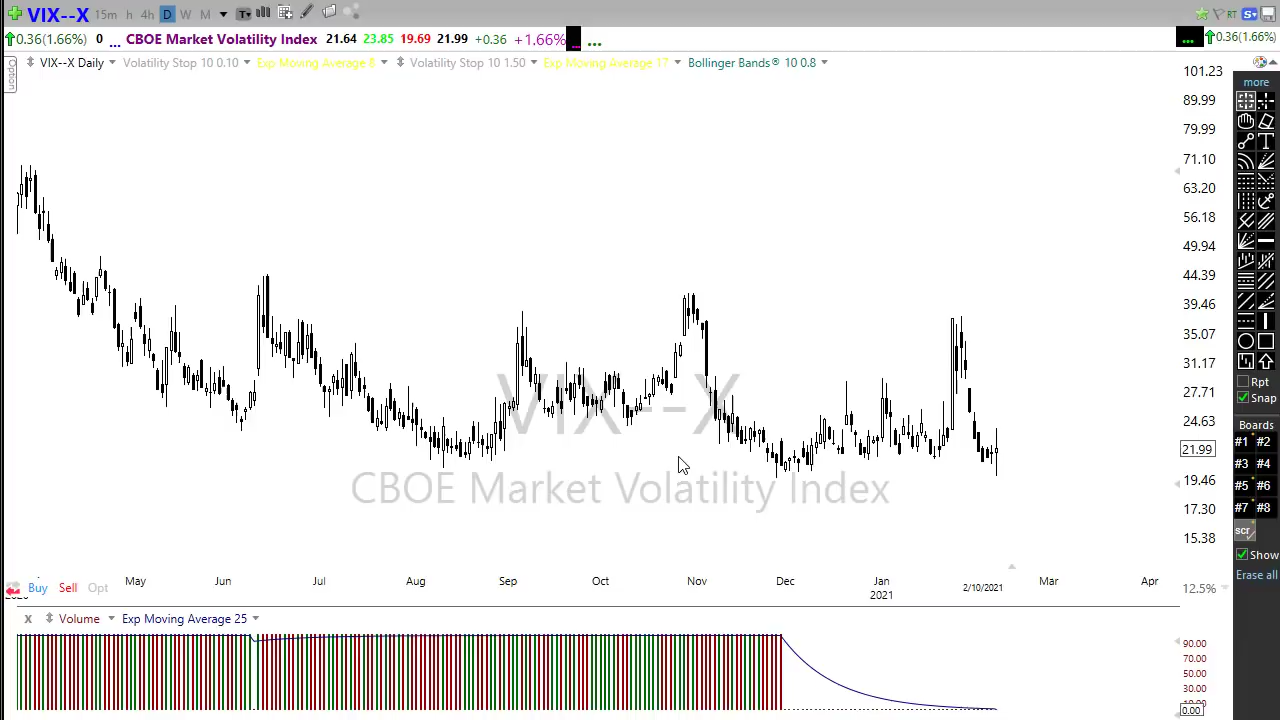 VIX--X 15m h 4h D W M T RT S
0.36(1.66%) 0 ... CBOE Market Volatility Index 21.64 23.85 19.69 21.99 +0.36 +1.66% ... ... ... 0.36(1.66%)
Option VIX--X Daily Volatility Stop 10 0.10 Exp Moving Average 8 Volatility Stop 10 1.50 Exp Moving Average 17 Bollinger Bands® 10 0.8
101.23
more
89.99
79.99
71.10
63.20
56.18
49.94
44.39
39.46
35.07
31.17
Rpt
27.71
Snap
VIX--X
24.63
Boards
#1 #2
21.99
#3 #4
19.46
CBOE Market Volatility Index
#5 #6
17.30
#7 #8
scr
15.38
Show
May Jun Jul Aug Sep Oct Nov Dec Jan 2/10/2021 Mar Apr
2021
Erase all
Buy Sell Opt
12.5%
X Volume Exp Moving Average 25
90.00
70.00
50.00
30.00
0.00